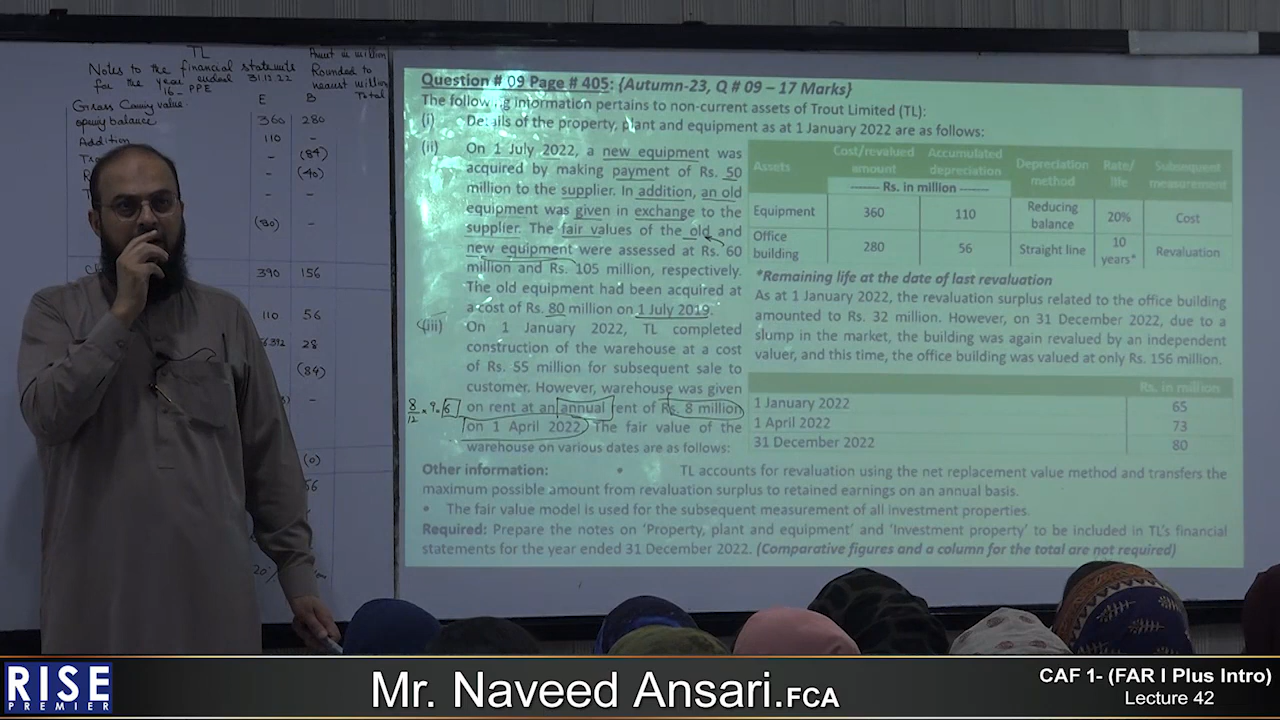 TL
Notes to the financial statements
for the year ended 31.12.22
16- PPE
Amnt in million
Rounded to
nearest million
Gross Carrying value E B Total
opening balance 360 280
Addition 110 -
- (84)
- (40)
- -
(80) -
390 156
110 56
28
(84)
-
(0)
56
Question # 09 Page # 405: {Autumn-23, Q # 09 – 17 Marks}
The following information pertains to non-current assets of Trout Limited (TL):
(i) Details of the property, plant and equipment as at 1 January 2022 are as follows:
(ii) On 1 July 2022, a new equipment was
acquired by making payment of Rs. 50
million to the supplier. In addition, an old
equipment was given in exchange to the
supplier. The fair values of the old and
new equipment were assessed at Rs. 60
million and Rs. 105 million, respectively.
The old equipment had been acquired at
a cost of Rs. 80 million on 1 July 2019.
(iii) On 1 January 2022, TL completed
construction of the warehouse at a cost
of Rs. 55 million for subsequent sale to
customer. However, warehouse was given
8/12 × 9 = 6
on rent at an annual rent of Rs. 8 million
on 1 April 2022. The fair value of the
warehouse on various dates are as follows:
Assets Cost/revalued amount Accumulated depreciation Depreciation method Rate/ life Subsequent measurement
-------- Rs. in million --------
Equipment 360 110 Reducing balance 20% Cost
Office building 280 56 Straight line 10 years* Revaluation
*Remaining life at the date of last revaluation
As at 1 January 2022, the revaluation surplus related to the office building
amounted to Rs. 32 million. However, on 31 December 2022, due to a
slump in the market, the building was again revalued by an independent
valuer, and this time, the office building was valued at only Rs. 156 million.
Rs. in million
1 January 2022 65
1 April 2022 73
31 December 2022 80
Other information: • TL accounts for revaluation using the net replacement value method and transfers the
maximum possible amount from revaluation surplus to retained earnings on an annual basis.
• The fair value model is used for the subsequent measurement of all investment properties.
Required: Prepare the notes on 'Property, plant and equipment' and 'Investment property' to be included in TL's financial
statements for the year ended 31 December 2022. (Comparative figures and a column for the total are not required)
RISE
PREMIER
Mr. Naveed Ansari.FCA
CAF 1- (FAR I Plus Intro)
Lecture 42